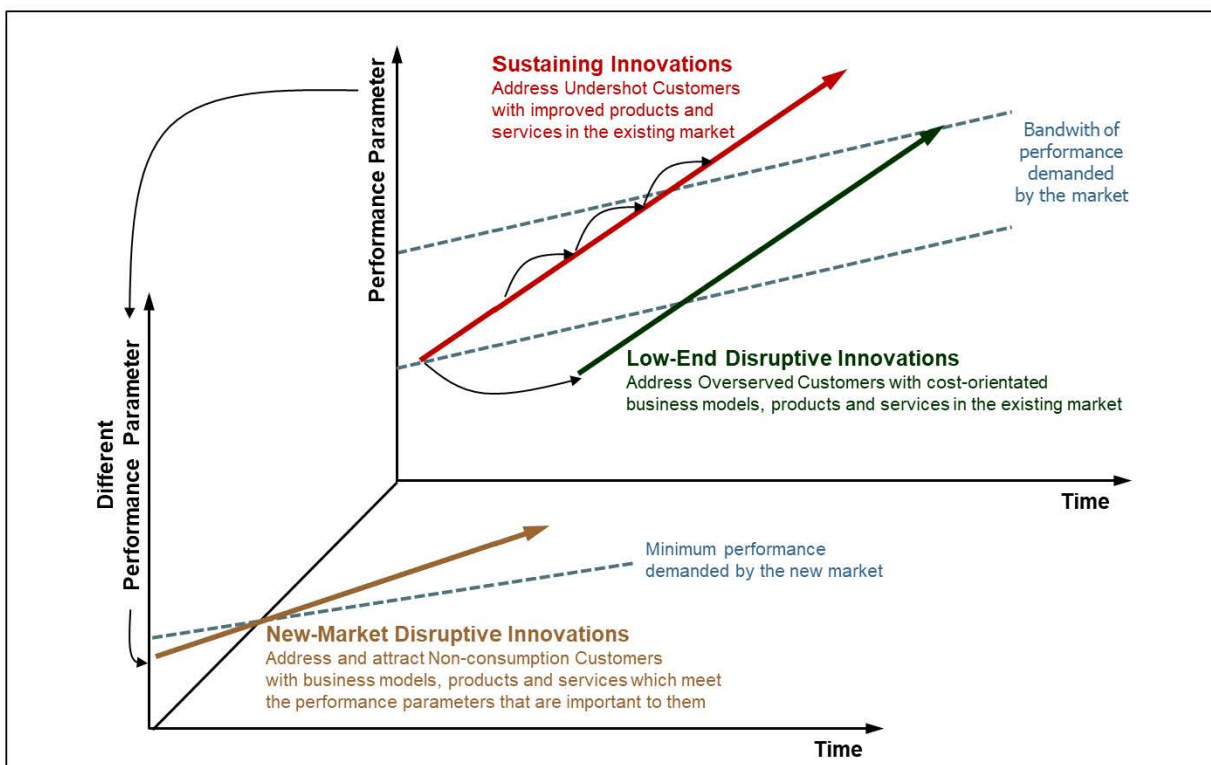 Sustaining Innovations
Address Undershot Customers
with improved products and
services in the existing market
Performance Parameter
Bandwith of
performance
demanded
by the market
Low-End Disruptive Innovations
Address Overserved Customers with cost-orientated
business models, products and services in the existing market
Time
Different
Performance Parameter
Minimum performance
demanded by the new market
New-Market Disruptive Innovations
Address and attract Non-consumption Customers
with business models, products and services which meet
the performance parameters that are important to them
Time